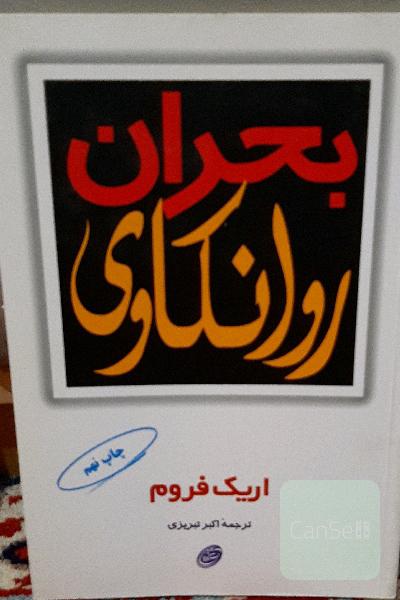 بحران
روانکاوی
چاپ نهم
اریک فروم
ترجمهٔ اکبر تبریزی
CanSell